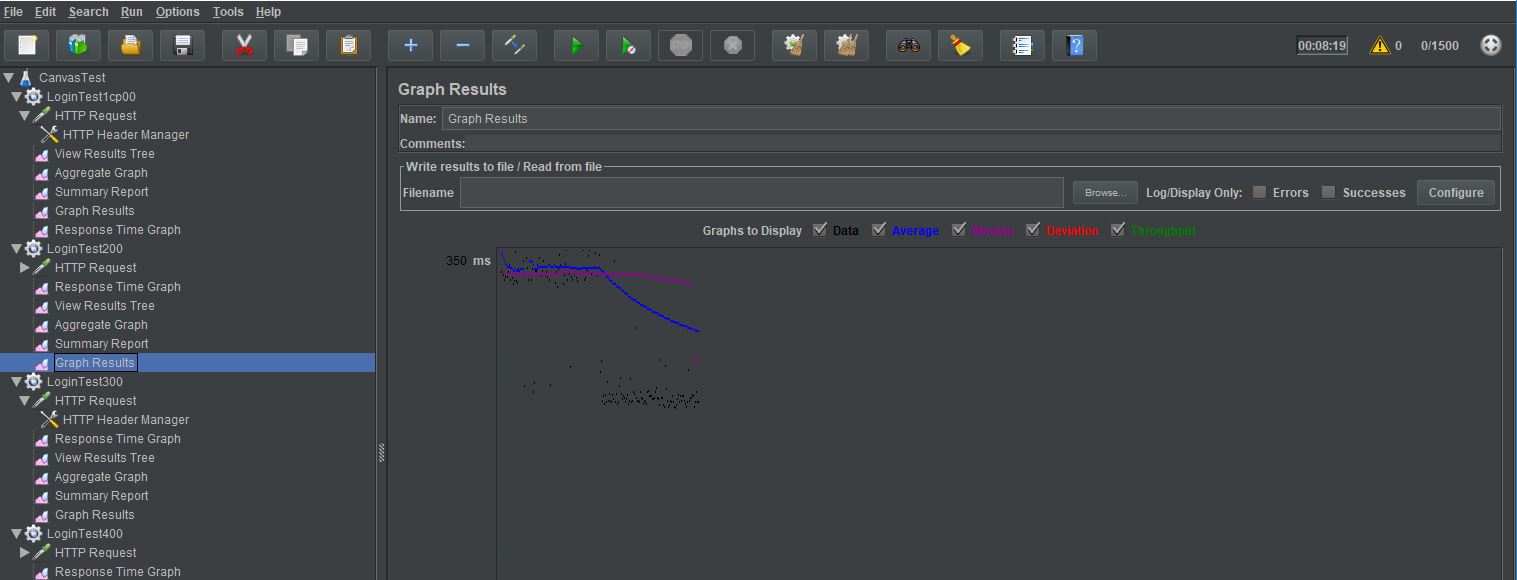 File Edit Search Run Options Tools Help
STOP 00:08:19 0 0/1500
CanvasTest
LoginTest1cp00
HTTP Request
HTTP Header Manager
View Results Tree
Aggregate Graph
Summary Report
Graph Results
Response Time Graph
LoginTest200
HTTP Request
Response Time Graph
View Results Tree
Aggregate Graph
Summary Report
Graph Results
LoginTest300
HTTP Request
HTTP Header Manager
Response Time Graph
View Results Tree
Aggregate Graph
Summary Report
Graph Results
LoginTest400
HTTP Request
Response Time Graph
Graph Results
Name: Graph Results
Comments:
Write results to file / Read from file
Filename Browse... Log/Display Only: Errors Successes Configure
Graphs to Display Data Average Median Deviation Throughput
350 ms